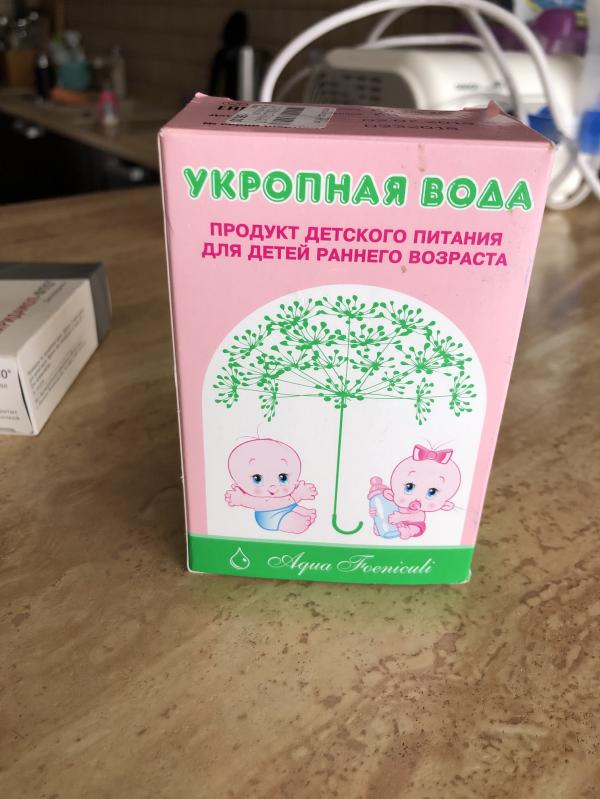 УКРОПНАЯ ВОДА
ПРОДУКТ ДЕТСКОГО ПИТАНИЯ
ДЛЯ ДЕТЕЙ РАННЕГО ВОЗРАСТА
Aqua Foeniculi